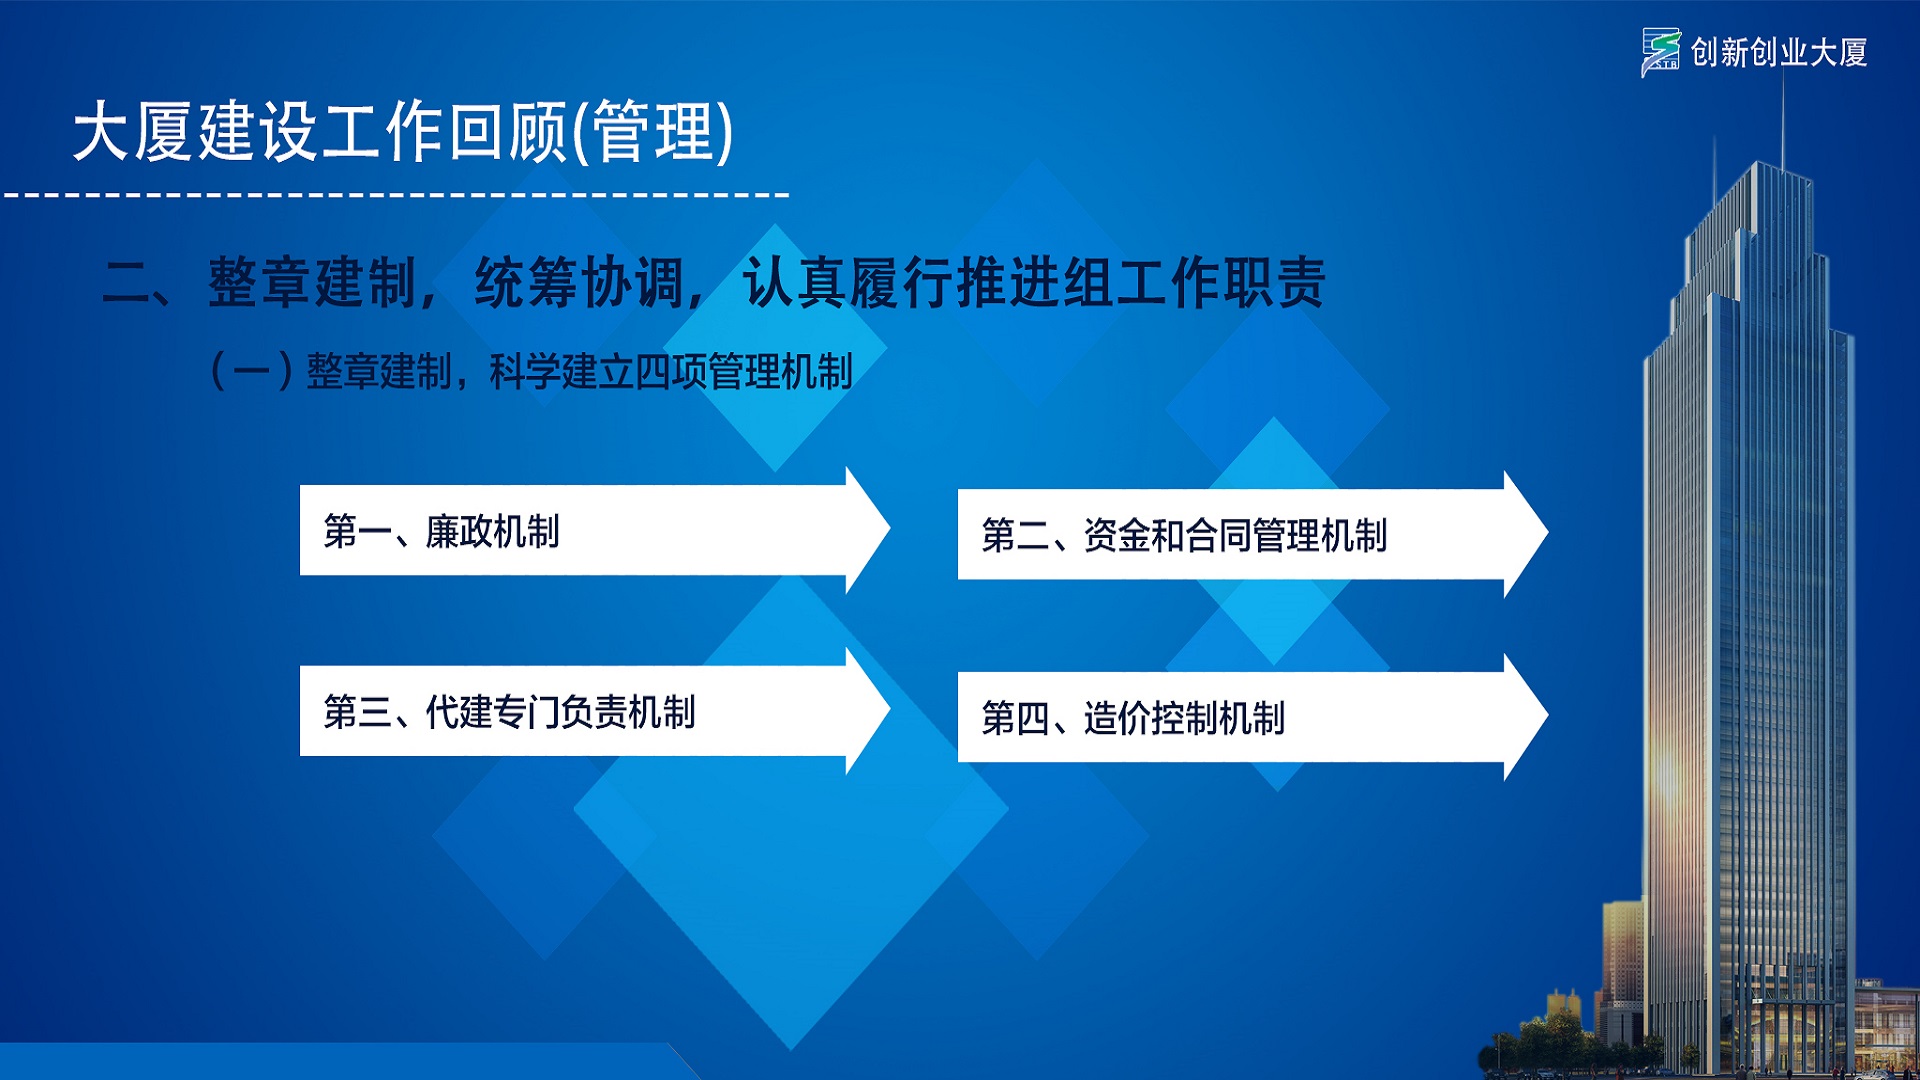 STB 创新创业大厦
大厦建设工作回顾(管理)
二、整章建制，统筹协调，认真履行推进组工作职责
（一）整章建制，科学建立四项管理机制
第一、廉政机制
第二、资金和合同管理机制
第三、代建专门负责机制
第四、造价控制机制